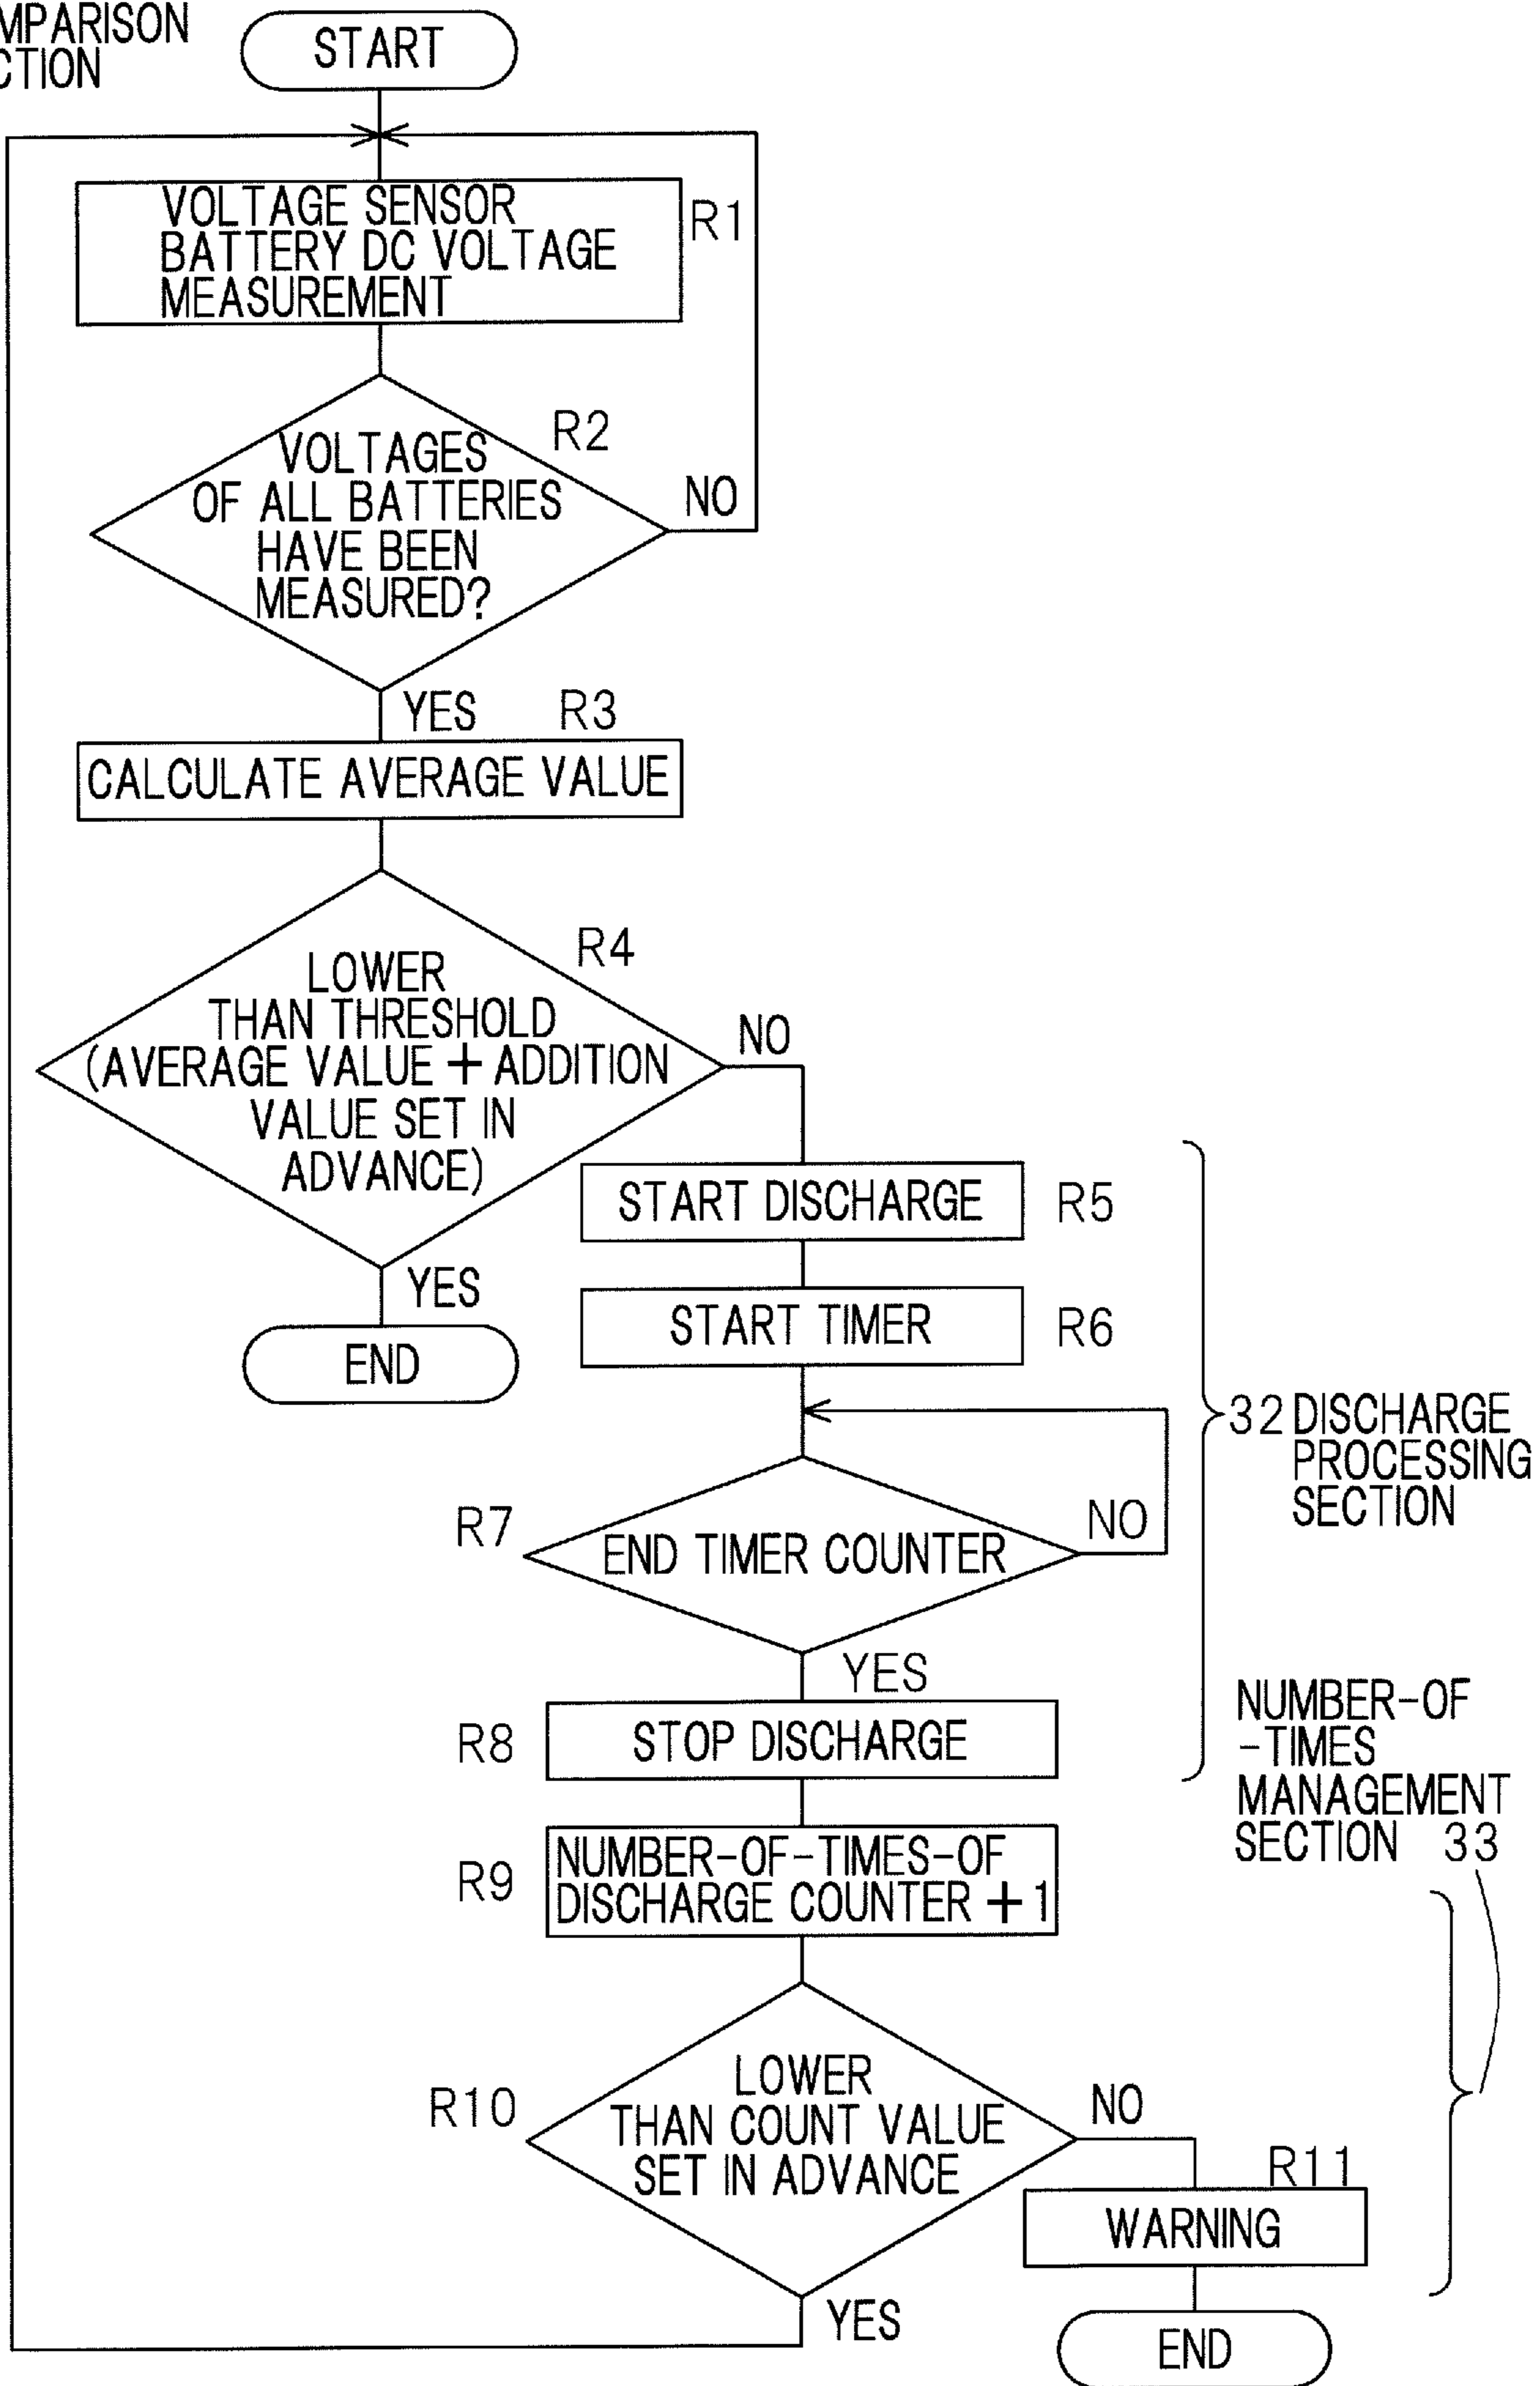 START
VOLTAGE SENSOR
BATTERY DC VOLTAGE
MEASUREMENT
R1
R2
VOLTAGES
OF ALL BATTERIES
HAVE BEEN
MEASURED?
NO
YES
R3
CALCULATE AVERAGE VALUE
R4
LOWER
THAN THRESHOLD
(AVERAGE VALUE + ADDITION
VALUE SET IN
ADVANCE)
NO
YES
END
START DISCHARGE
R5
START TIMER
R6
32 DISCHARGE
PROCESSING
SECTION
R7
END TIMER COUNTER
NO
YES
R8
STOP DISCHARGE
NUMBER-OF
-TIMES
MANAGEMENT
SECTION 33
R9
NUMBER-OF-TIMES-OF
DISCHARGE COUNTER +1
R10
LOWER
THAN COUNT VALUE
SET IN ADVANCE
NO
R11
WARNING
YES
END